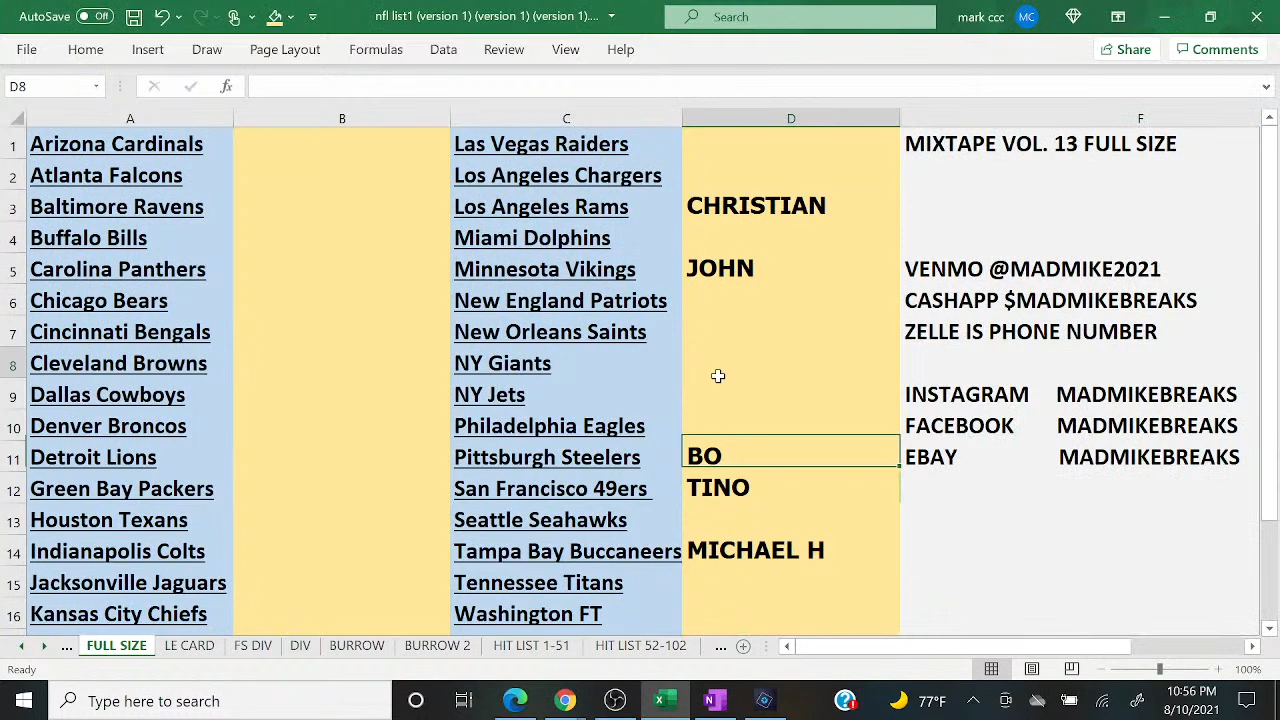 AutoSave Off nfl list1 (version 1) (version 1) (version 1).... Search mark ccc MC
File Home Insert Draw Page Layout Formulas Data Review View Help Share Comments
D8 fx
A B C D F
1 Arizona Cardinals Las Vegas Raiders MIXTAPE VOL. 13 FULL SIZE
2 Atlanta Falcons Los Angeles Chargers
3 Baltimore Ravens Los Angeles Rams CHRISTIAN
4 Buffalo Bills Miami Dolphins
5 Carolina Panthers Minnesota Vikings JOHN VENMO @MADMIKE2021
6 Chicago Bears New England Patriots CASHAPP $MADMIKEBREAKS
7 Cincinnati Bengals New Orleans Saints ZELLE IS PHONE NUMBER
8 Cleveland Browns NY Giants
9 Dallas Cowboys NY Jets INSTAGRAM MADMIKEBREAKS
10 Denver Broncos Philadelphia Eagles FACEBOOK MADMIKEBREAKS
11 Detroit Lions Pittsburgh Steelers BO EBAY MADMIKEBREAKS
12 Green Bay Packers San Francisco 49ers TINO
13 Houston Texans Seattle Seahawks
14 Indianapolis Colts Tampa Bay Buccaneers MICHAEL H
15 Jacksonville Jaguars Tennessee Titans
16 Kansas City Chiefs Washington FT
... FULL SIZE LE CARD FS DIV DIV BURROW BURROW 2 HIT LIST 1-51 HIT LIST 52-102 ...
Ready 100%
Type here to search 77°F 10:56 PM
8/10/2021